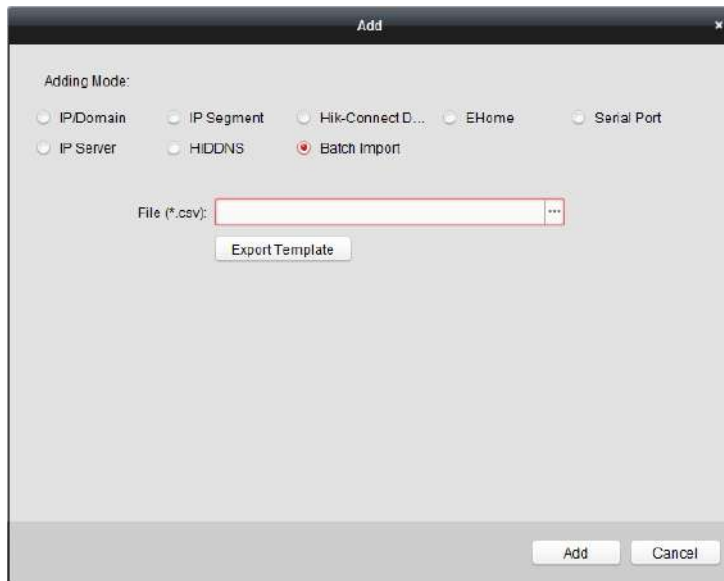 Add
Adding Mode:
IP/Domain IP Segment Hik-Connect D... EHome Serial Port
IP Server HIDDNS Batch Import
File (*.csv): ...
Export Template
Add Cancel